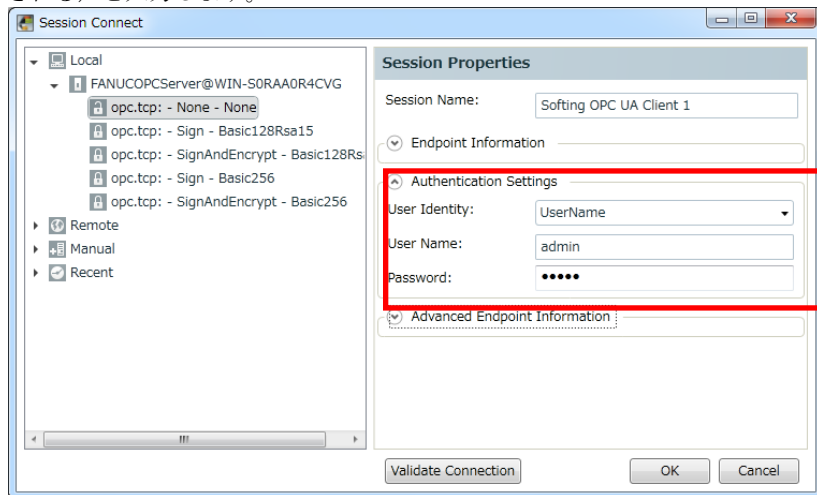 Session Connect
Local
FANUCOPCServer@WIN-S0RAA0R4CVG
opc.tcp: - None - None
opc.tcp: - Sign - Basic128Rsa15
opc.tcp: - SignAndEncrypt - Basic128Rs
opc.tcp: - Sign - Basic256
opc.tcp: - SignAndEncrypt - Basic256
Remote
Manual
Recent
Session Properties
Session Name: Softing OPC UA Client 1
Endpoint Information
Authentication Settings
User Identity: UserName
User Name: admin
Password: •••••
Advanced Endpoint Information
Validate Connection OK Cancel